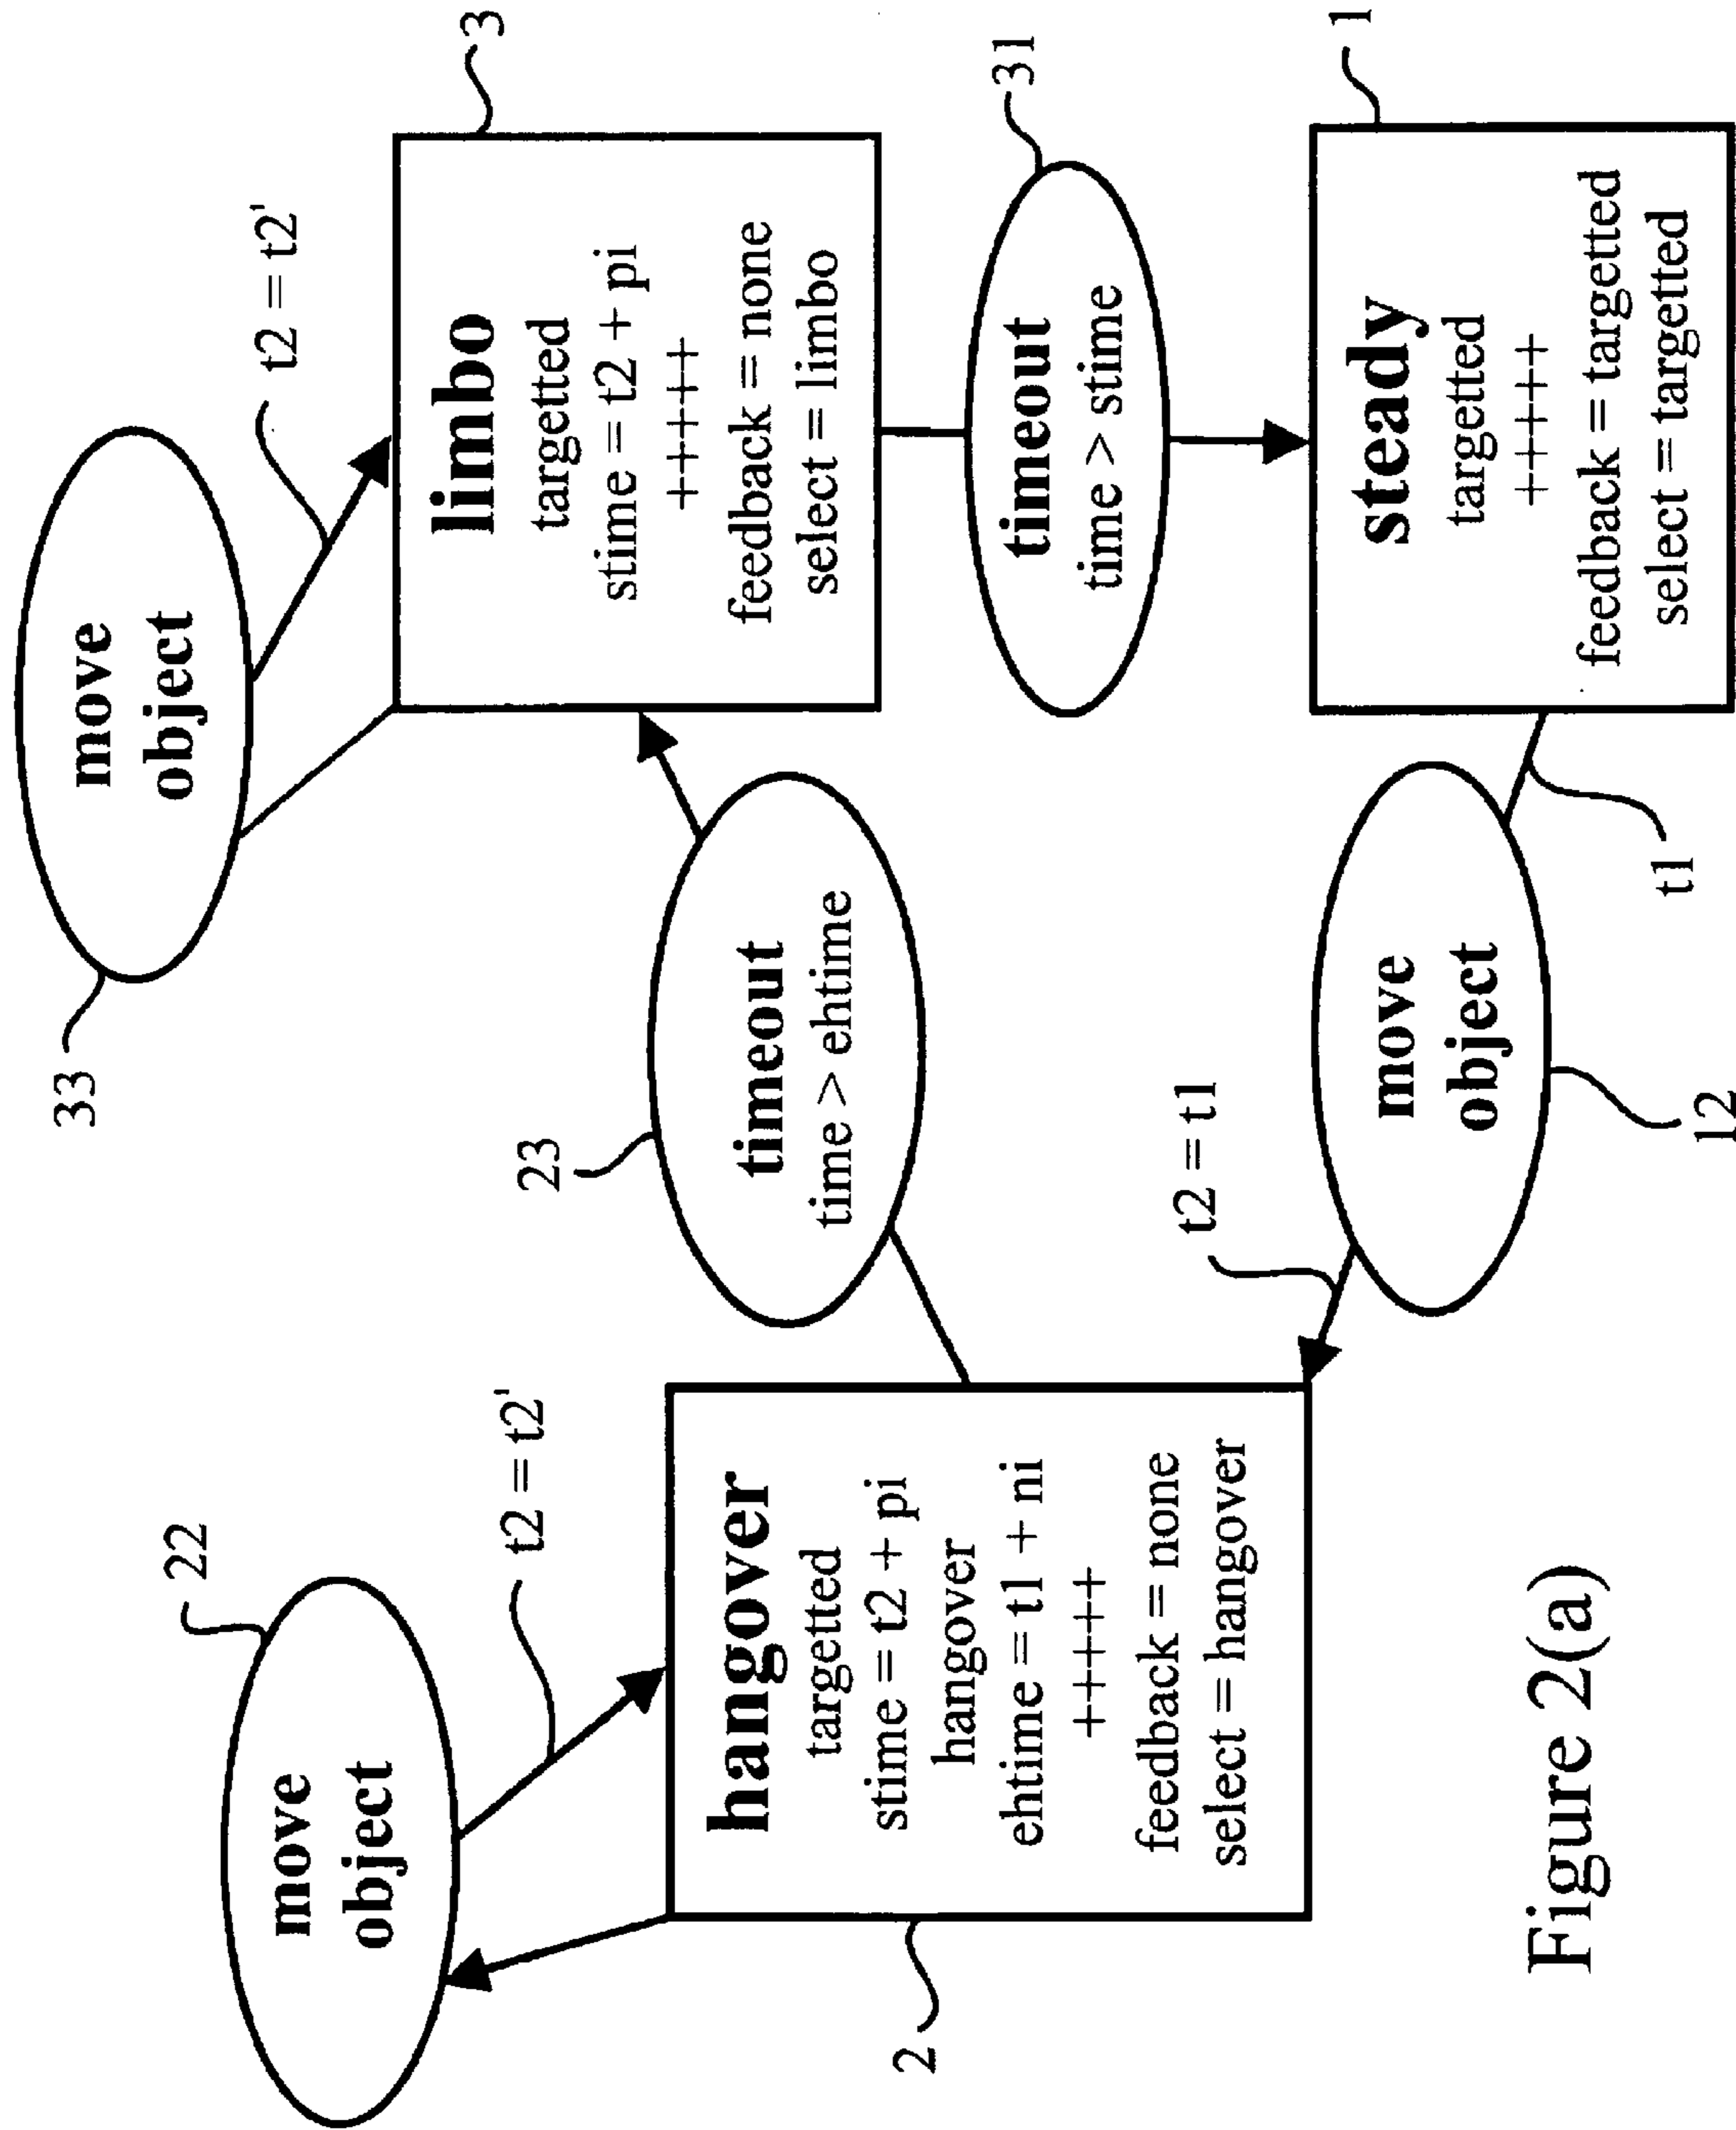 22
move
object
t2 = t2'
2
hangover
targetted
stime = t2 + pi
hangover
ehtime = t1 + ni
++++++
feedback = none
select = hangover
23
timeout
time > ehtime
33
move
object
t2 = t2'
3
limbo
targetted
stime = t2 + pi
++++++
feedback = none
select = limbo
31
timeout
time > stime
1
steady
targetted
++++++
feedback = targetted
select = targetted
t1
move
object
12
t2 = t1
Figure 2(a)